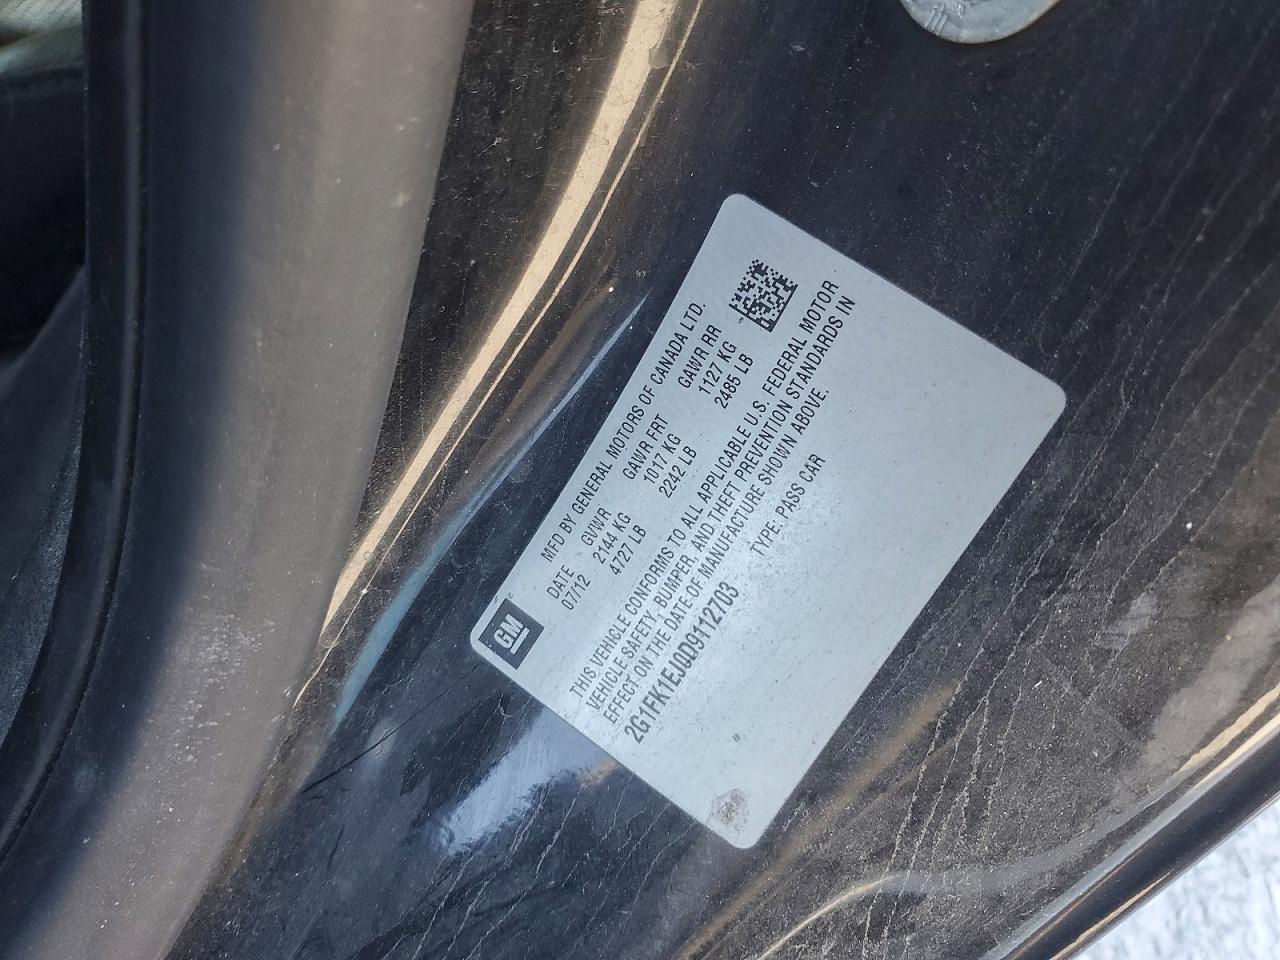 GM
MFD BY GENERAL MOTORS OF CANADA LTD.
DATE GVWR GAWR FRT GAWR RR
07/12 2144 KG 1017 KG 1127 KG
4727 LB 2242 LB 2485 LB
THIS VEHICLE CONFORMS TO ALL APPLICABLE U.S. FEDERAL MOTOR
VEHICLE SAFETY, BUMPER, AND THEFT PREVENTION STANDARDS IN
EFFECT ON THE DATE OF MANUFACTURE SHOWN ABOVE.
2G1FK1EJ0D9112703 TYPE: PASS CAR